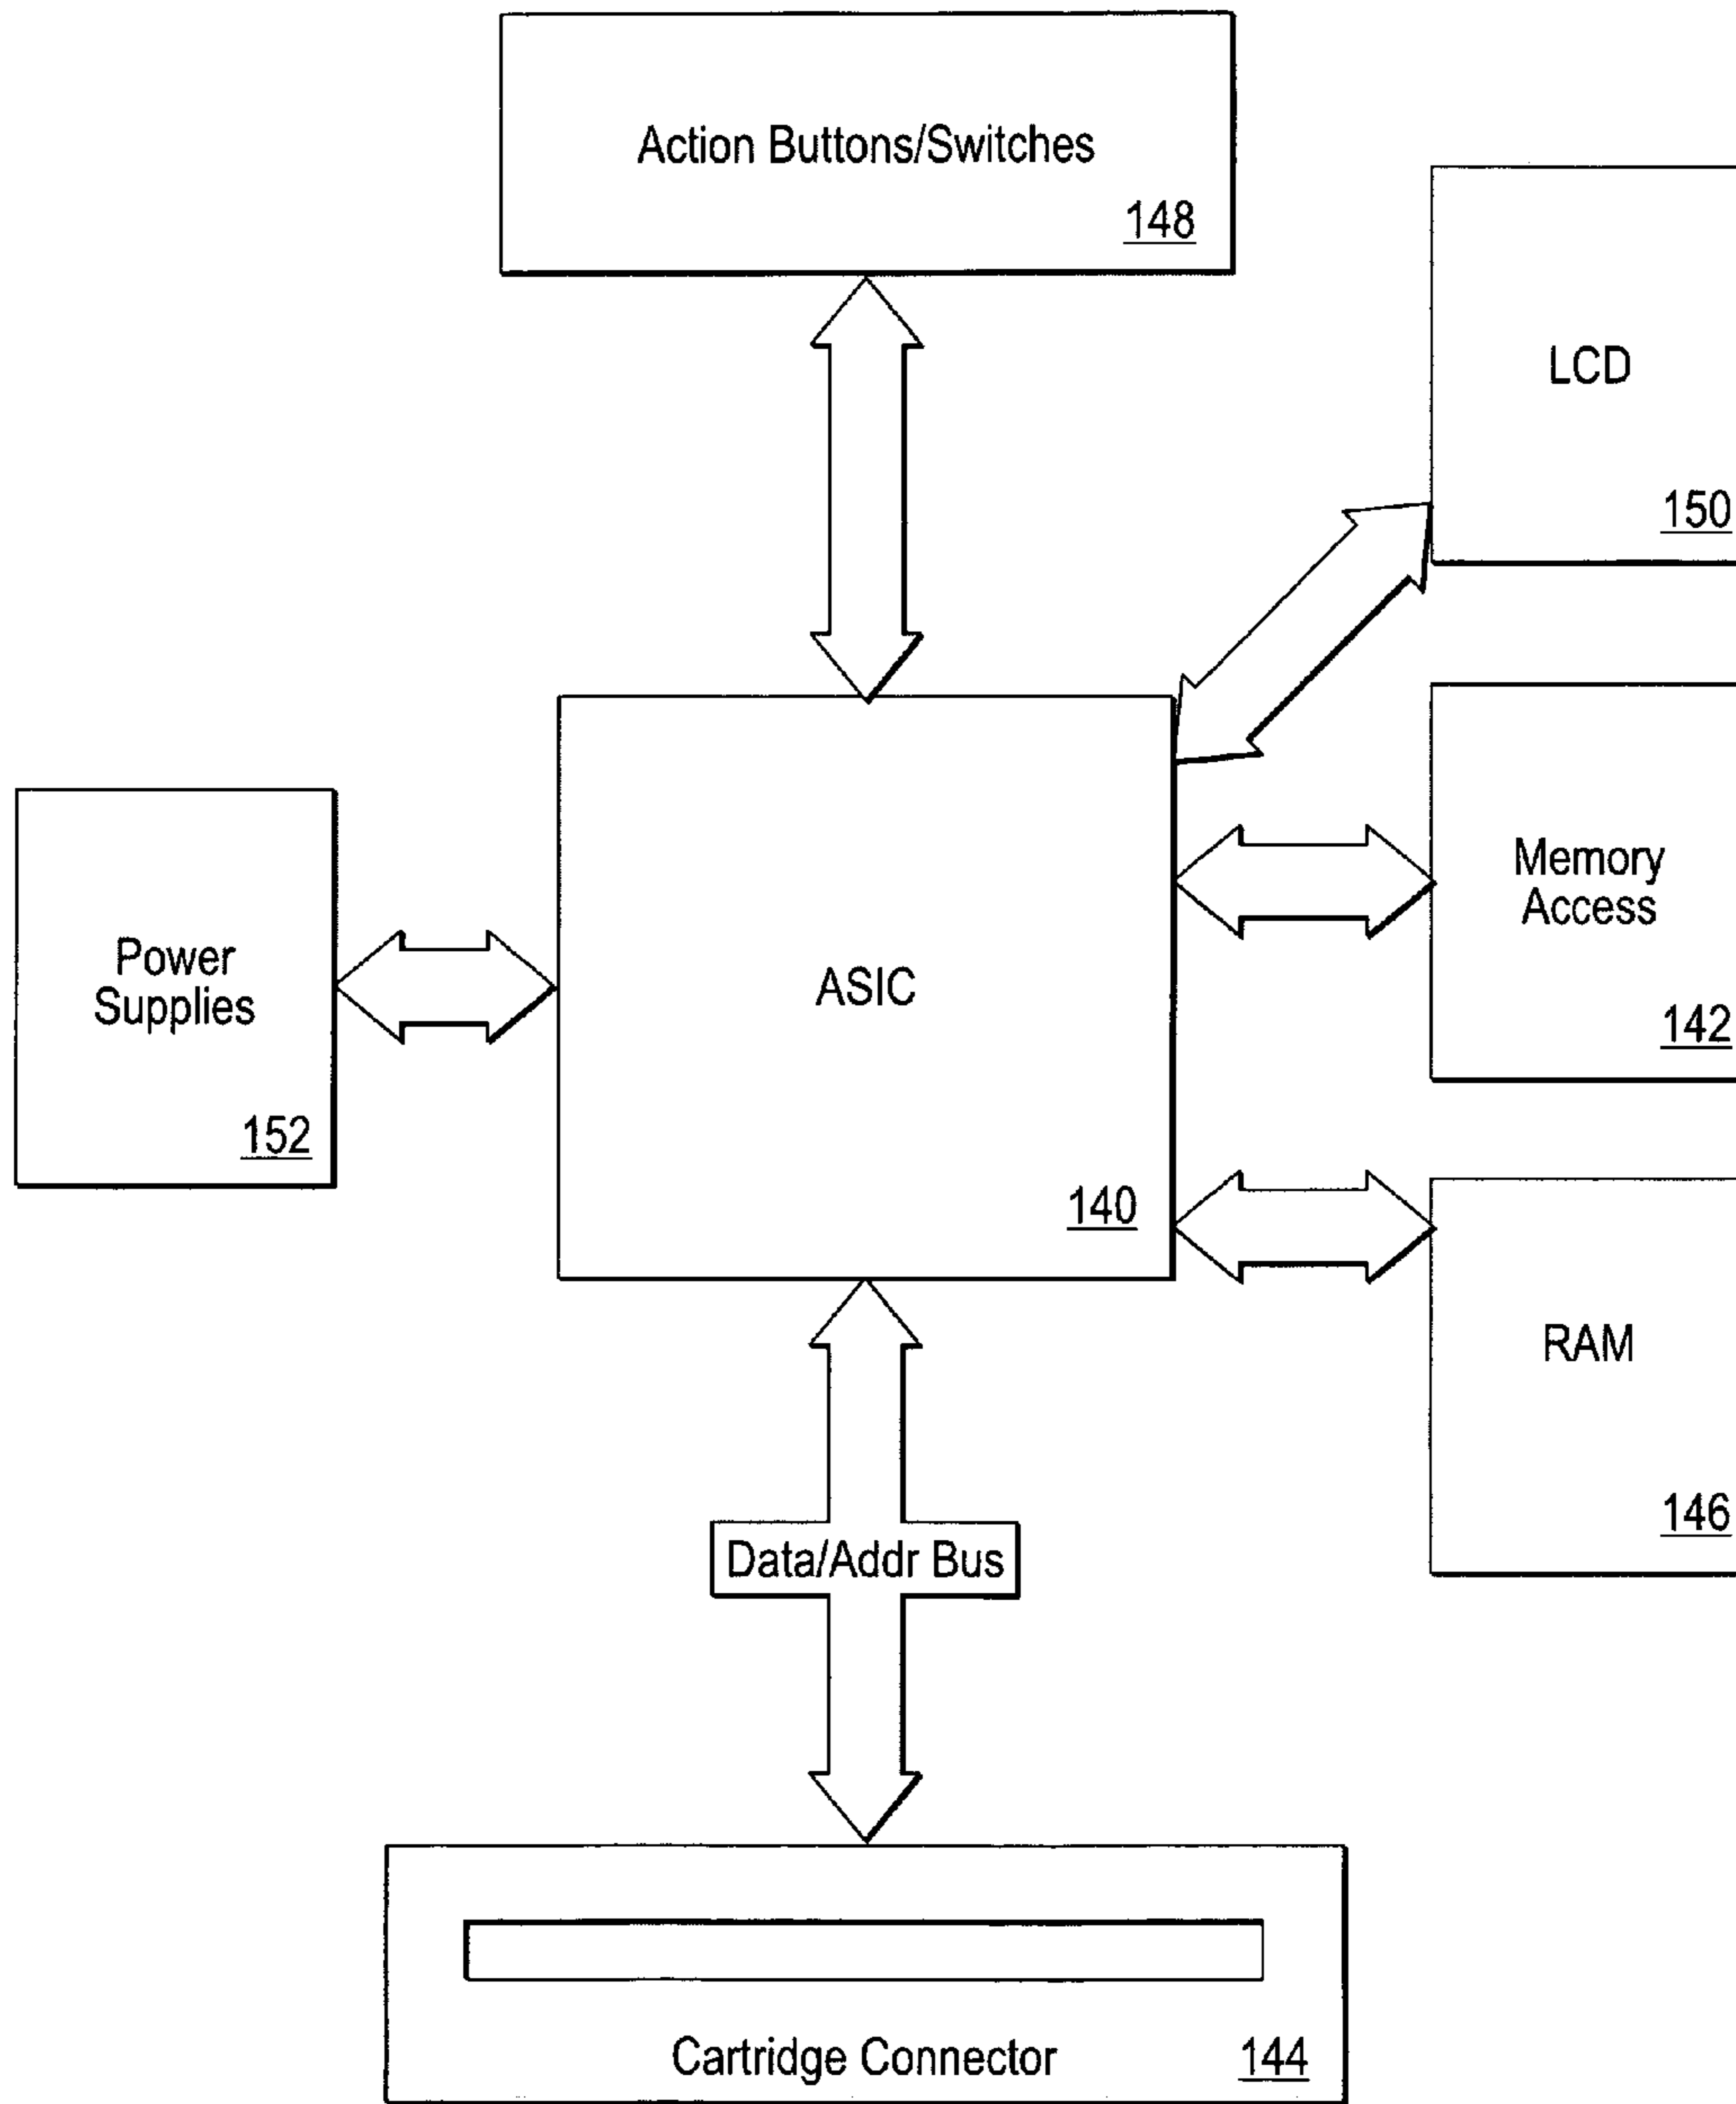 Action Buttons/Switches
148
LCD
150
Memory
Access
142
Power
Supplies
152
ASIC
140
RAM
146
Data/Addr Bus
Cartridge Connector
144